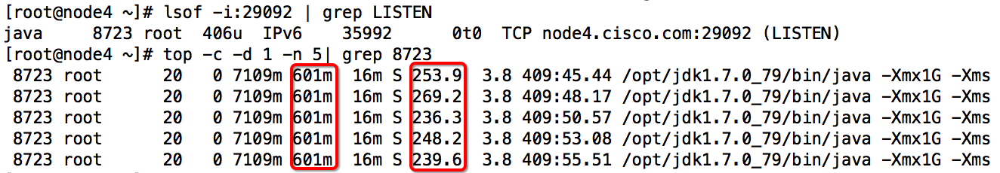 [root@node4 ~]# lsof -i:29092 | grep LISTEN
java     8723 root  406u  IPv6    35992        0t0  TCP node4.cisco.com:29092 (LISTEN)
[root@node4 ~]# top -c -d 1 -n 5| grep 8723
 8723 root      20   0 7109m 601m  16m S 253.9  3.8 409:45.44 /opt/jdk1.7.0_79/bin/java -Xmx1G -Xms
 8723 root      20   0 7109m 601m  16m S 269.2  3.8 409:48.17 /opt/jdk1.7.0_79/bin/java -Xmx1G -Xms
 8723 root      20   0 7109m 601m  16m S 236.3  3.8 409:50.57 /opt/jdk1.7.0_79/bin/java -Xmx1G -Xms
 8723 root      20   0 7109m 601m  16m S 248.2  3.8 409:53.08 /opt/jdk1.7.0_79/bin/java -Xmx1G -Xms
 8723 root      20   0 7109m 601m  16m S 239.6  3.8 409:55.51 /opt/jdk1.7.0_79/bin/java -Xmx1G -Xms